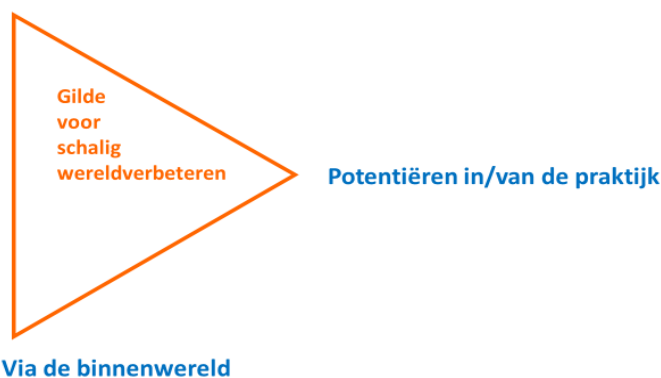 Gilde
voor
schalig
wereldverbeteren
Potentiëren in/van de praktijk
Via de binnenwereld